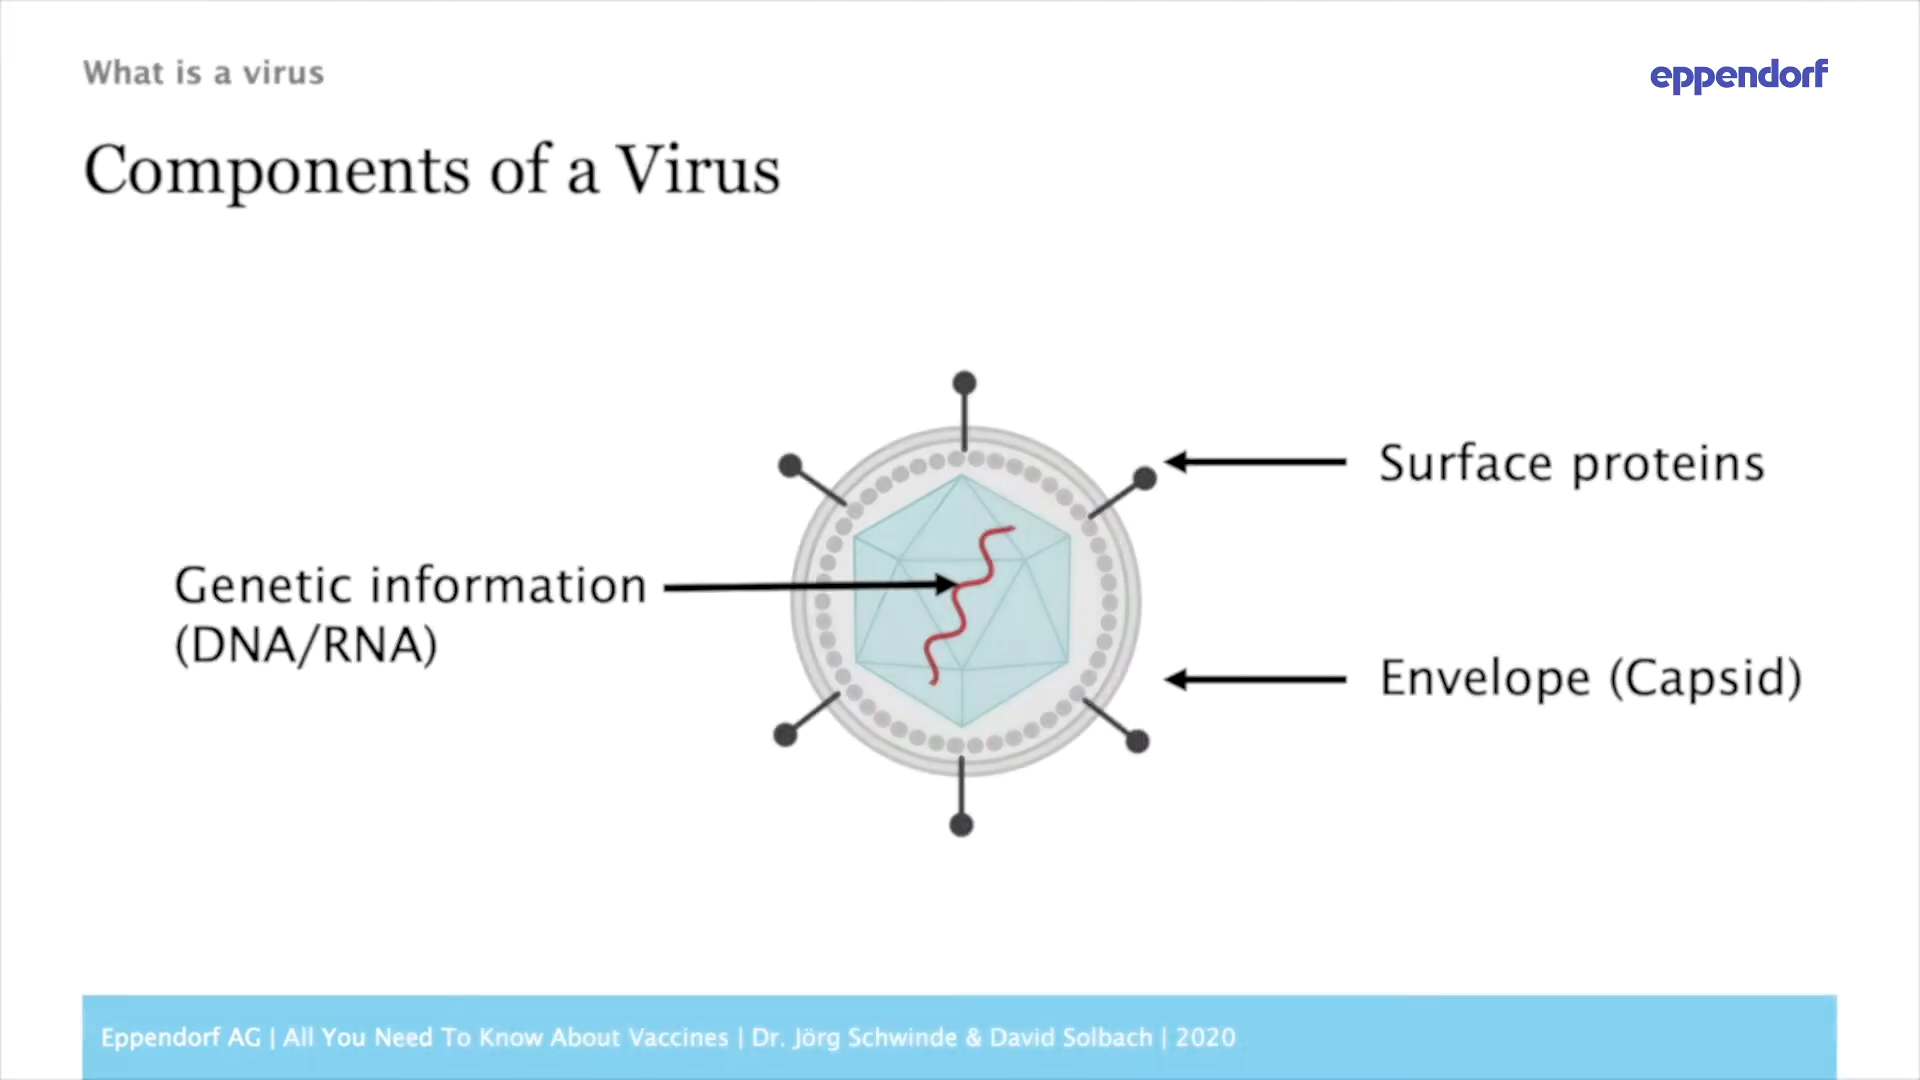 What is a virus
eppendorf
Components of a Virus
Surface proteins
Genetic information
(DNA/RNA)
Envelope (Capsid)
Eppendorf AG | All You Need To Know About Vaccines | Dr. Jörg Schwinde & David Solbach | 2020